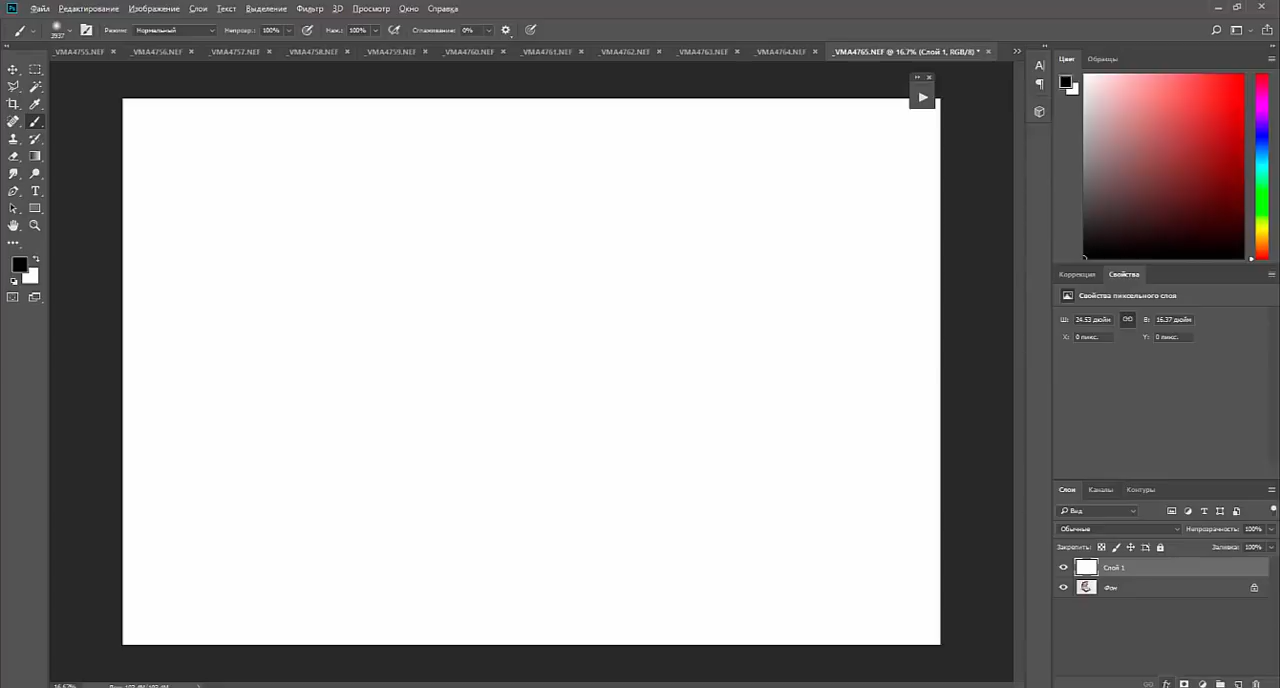 Файл Редактирование Изображение Слои Текст Выделение Фильтр 3D Просмотр Окно Справка
3937 Режим: Нормальный Непрозр.: 100% Наж.: 100% Сглаживание: 0%
_VMA4755.NEF _VMA4756.NEF _VMA4757.NEF _VMA4758.NEF _VMA4759.NEF _VMA4760.NEF _VMA4761.NEF _VMA4762.NEF _VMA4763.NEF _VMA4764.NEF _VMA4765.NEF @ 16.7% (Слой 1, RGB/8) *
Цвет Образцы
Коррекция Свойства
Свойства пиксельного слоя
Ш: 24.53 дюйм В: 16.37 дюйм
X: 0 пикс. Y: 0 пикс.
Слои Каналы Контуры
Вид
Обычные Непрозрачность: 100%
Закрепить: Заливка: 100%
Слой 1
Фон